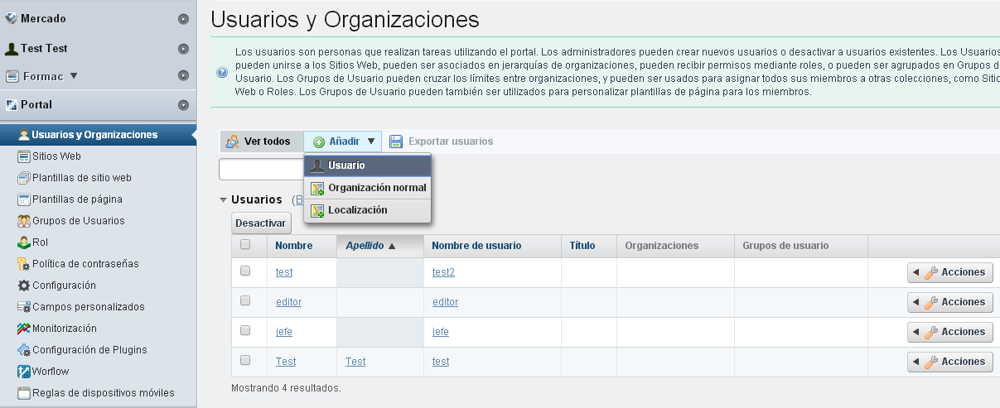 Mercado
Test Test
Formac
Portal
Usuarios y Organizaciones
Sitios Web
Plantillas de sitio web
Plantillas de página
Grupos de Usuarios
Rol
Política de contraseñas
Configuración
Campos personalizados
Monitorización
Configuración de Plugins
Worflow
Reglas de dispositivos móviles
Usuarios y Organizaciones
Los usuarios son personas que realizan tareas utilizando el portal. Los administradores pueden crear nuevos usuarios o desactivar a usuarios existentes. Los Usuarios
pueden unirse a los Sitios Web, pueden ser asociados en jerarquías de organizaciones, pueden recibir permisos mediante roles, o pueden ser agrupados en Grupos d
Usuario. Los Grupos de Usuario pueden cruzar los límites entre organizaciones, y pueden ser usados para asignar todos sus miembros a otras colecciones, como Sitio
Web o Roles. Los Grupos de Usuario pueden también ser utilizados para personalizar plantillas de página para los miembros.
Ver todos Añadir Exportar usuarios
Usuario
Organización normal
Localización
Usuarios (B
Desactivar
Nombre Apellido Nombre de usuario Título Organizaciones Grupos de usuario
test test2 Acciones
editor editor Acciones
jefe jefe Acciones
Test Test test Acciones
Mostrando 4 resultados.